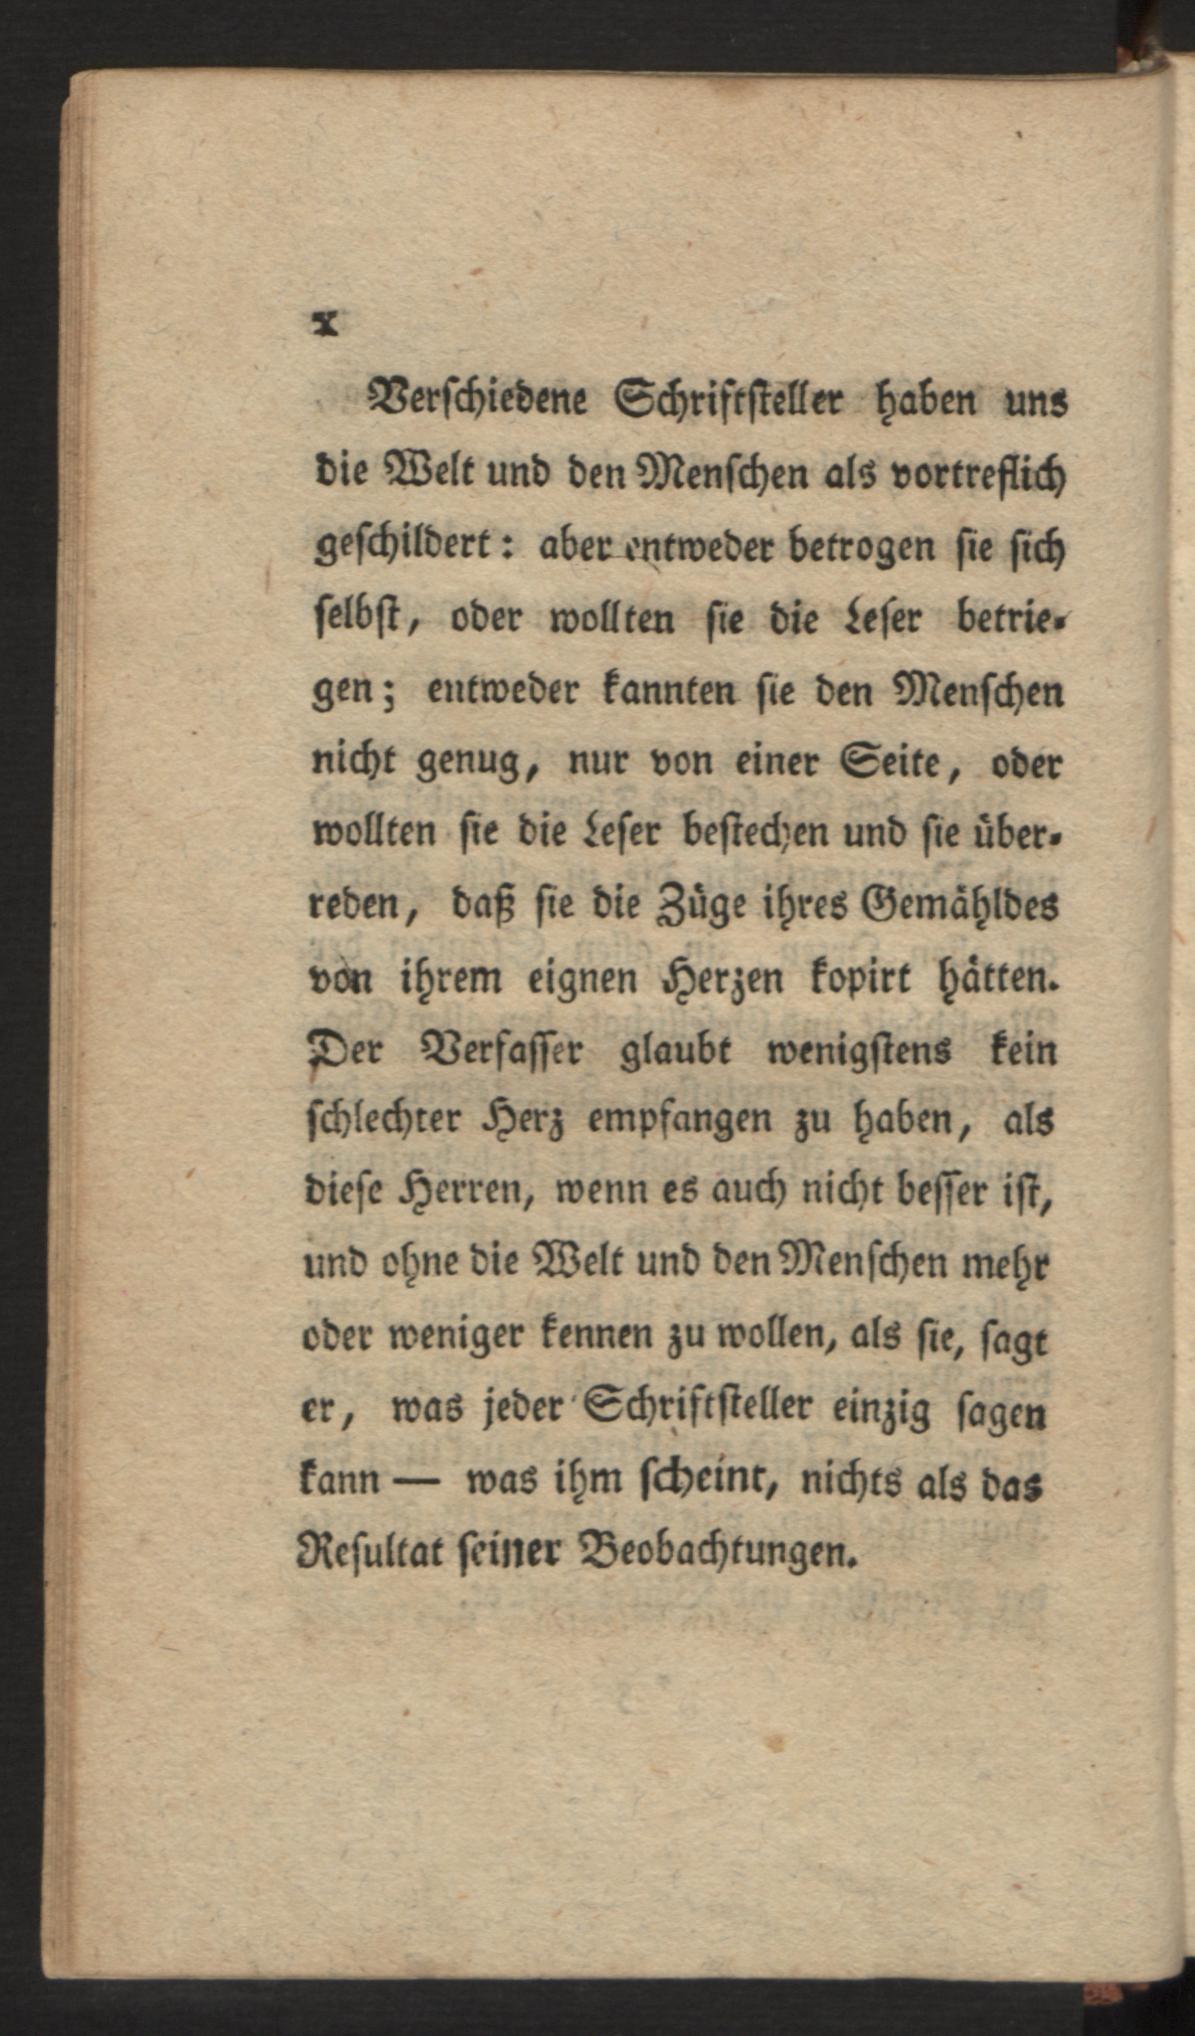 x
Verſchiedene Schriftſteller haben uns
die Welt und den Menſchen als vortreflich
geſchildert: aber entweder betrogen ſie ſich
ſelbſt, oder wollten ſie die Leſer betrie-
gen; entweder kannten ſie den Menſchen
nicht genug, nur von einer Seite, oder
wollten ſie die Leſer beſtechen und ſie über-
reden, daß ſie die Züge ihres Gemähldes
von ihrem eignen Herzen kopirt hätten.
Der Verfaſſer glaubt wenigſtens kein
ſchlechter Herz empfangen zu haben, als
dieſe Herren, wenn es auch nicht beſſer iſt,
und ohne die Welt und den Menſchen mehr
oder weniger kennen zu wollen, als ſie, ſagt
er, was jeder Schriftſteller einzig ſagen
kann — was ihm ſcheint, nichts als das
Reſultat ſeiner Beobachtungen.